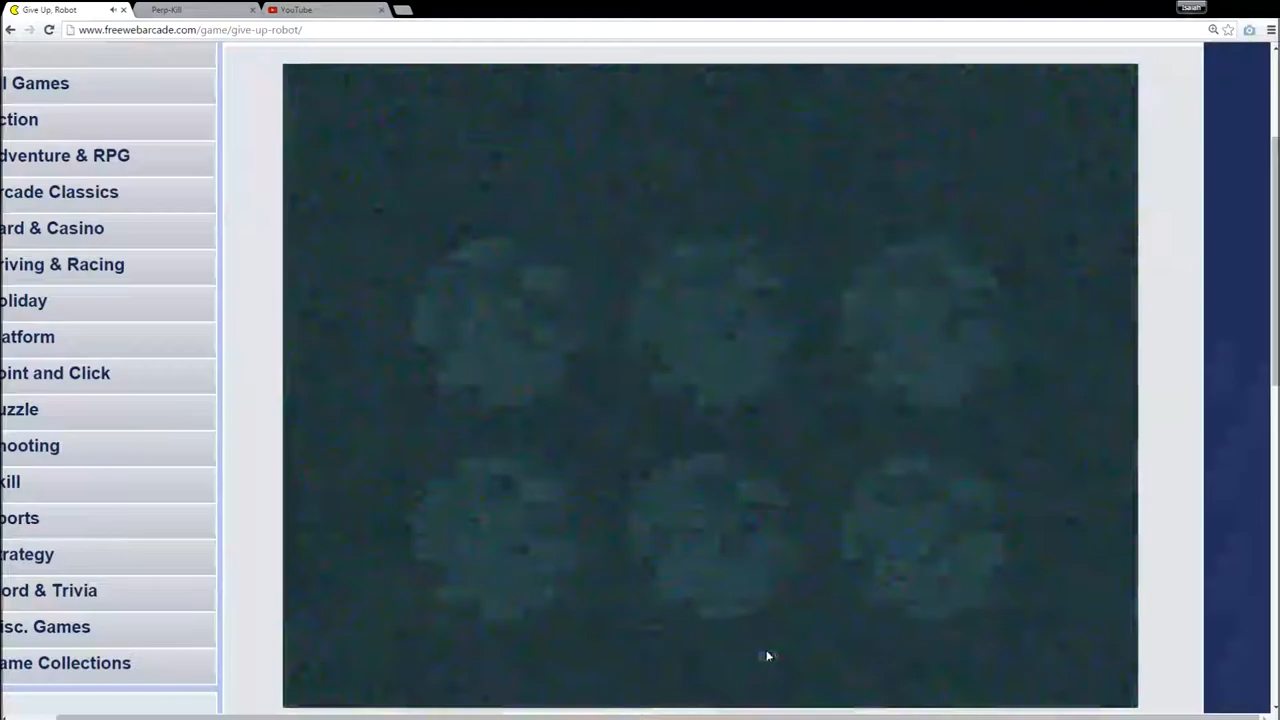 Give Up, Robot
Perp-Kill
YouTube
Isaiah
www.freewebarcade.com/game/give-up-robot/
l Games
ction
dventure & RPG
rcade Classics
ard & Casino
riving & Racing
oliday
atform
oint and Click
uzzle
hooting
kill
ports
trategy
ord & Trivia
isc. Games
ame Collections